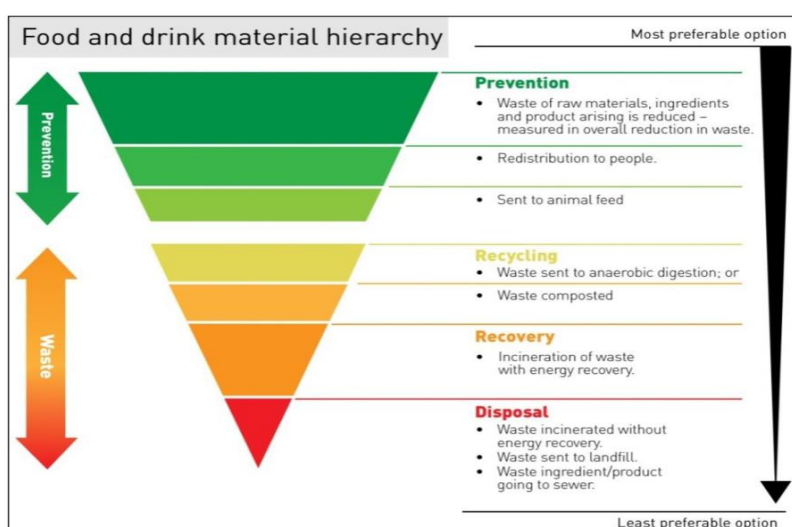 Food and drink material hierarchy
Most preferable option
Prevention
Prevention
• Waste of raw materials, ingredients
and product arising is reduced –
measured in overall reduction in waste.
• Redistribution to people.
• Sent to animal feed
Waste
Recycling
• Waste sent to anaerobic digestion; or
• Waste composted
Recovery
• Incineration of waste
with energy recovery.
Disposal
• Waste incinerated without
energy recovery.
• Waste sent to landfill.
• Waste ingredient/product
going to sewer.
Least preferable option